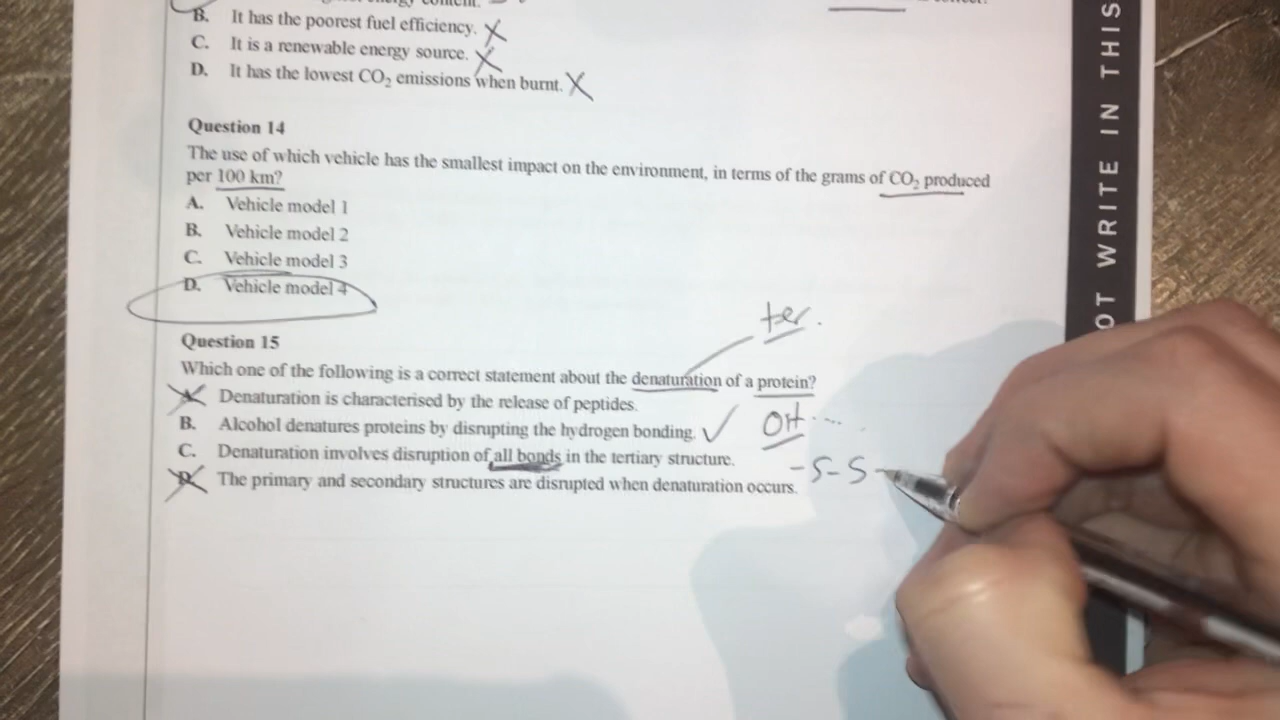 B. It has the poorest fuel efficiency. X
C. It is a renewable energy source. X
D. It has the lowest CO₂ emissions when burnt. X
Question 14
The use of which vehicle has the smallest impact on the environment, in terms of the grams of CO₂ produced
per 100 km?
A. Vehicle model 1
B. Vehicle model 2
C. Vehicle model 3
D. Vehicle model 4
ter.
Question 15
Which one of the following is a correct statement about the denaturation of a protein?
A. Denaturation is characterised by the release of peptides.
B. Alcohol denatures proteins by disrupting the hydrogen bonding. ✓ OH
C. Denaturation involves disruption of all bonds in the tertiary structure.
-S-S-
D. The primary and secondary structures are disrupted when denaturation occurs.
OT WRITE IN THIS